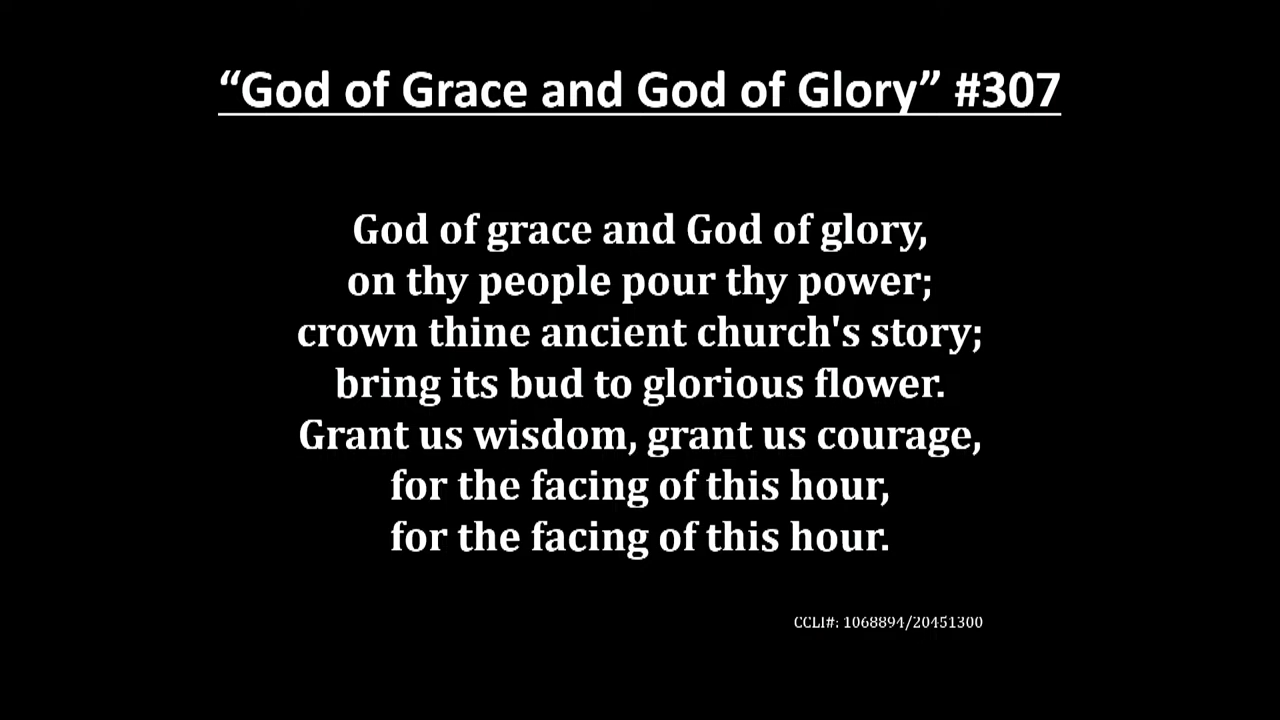 “God of Grace and God of Glory” #307
God of grace and God of glory,
on thy people pour thy power;
crown thine ancient church's story;
bring its bud to glorious flower.
Grant us wisdom, grant us courage,
for the facing of this hour,
for the facing of this hour.
CCLI#: 1068894/20451300